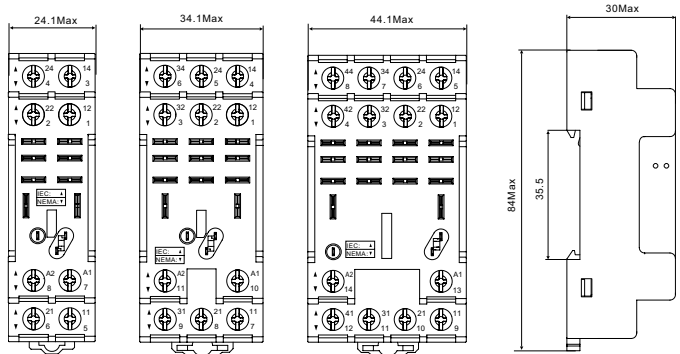 24.1Max 34.1Max 44.1Max 30Max
24 14 34 24 14 44 34 24 14
4 3 6 5 4 8 7 6 5
22 12 32 22 12 42 32 22 12
2 1 3 2 1 4 3 2 1
84Max
35.5
IEC:
NEMA:
IEC:
NEMA:
IEC:
NEMA:
A2 A1 A2 A1 A2 A1
8 7 11 10 14 13
21 11 31 21 11 41 31 21 11
6 5 9 8 7 12 11 10 9